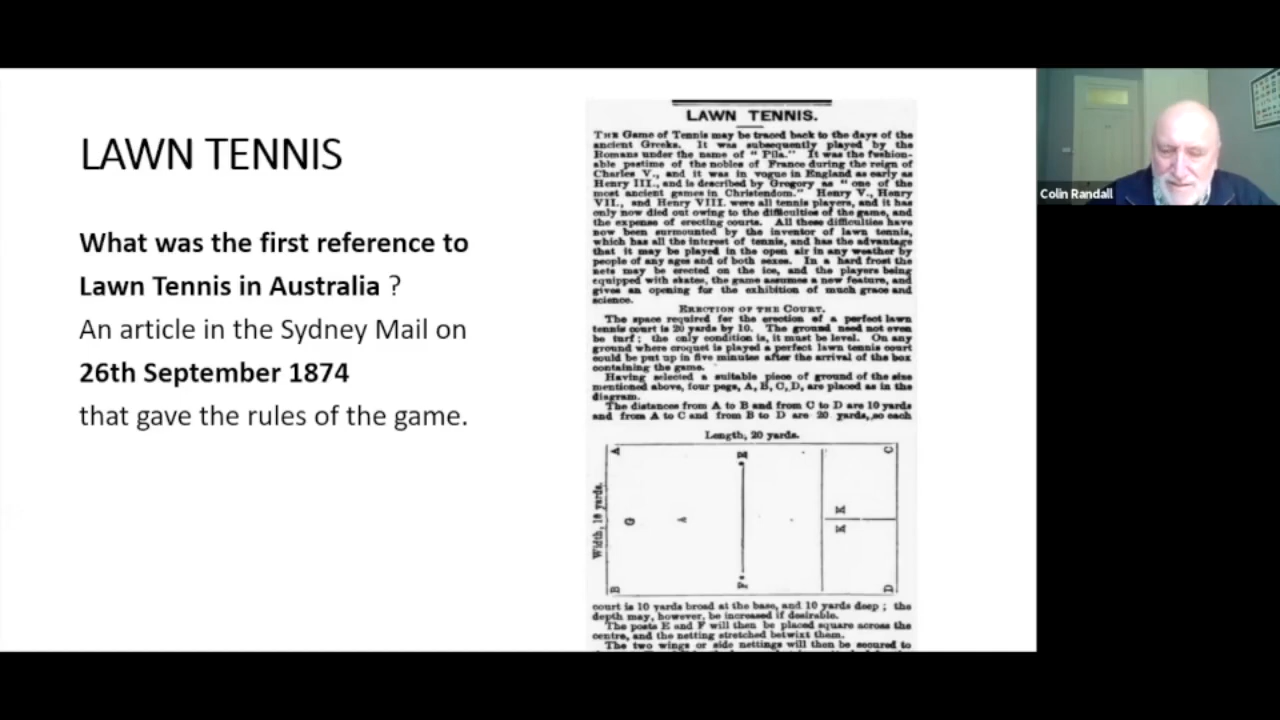 LAWN TENNIS
What was the first reference to
Lawn Tennis in Australia ?
An article in the Sydney Mail on
26th September 1874
that gave the rules of the game.
LAWN TENNIS.
THE Game of Tennis may be traced back to the days of the
ancient Greeks. It was subsequently played by the
Romans under the name of " Pila." It was the fashion-
able pastime of the nobles of France during the reign of
Charles V., and it was in vogue in England as early as
Henry III., and is described by Gregory as " one of the
most ancient games in Christendom." Henry V., Henry
VII., and Henry VIII. were all tennis players, and it has
only now died out owing to the difficulties of the game, and
the expense of erecting courts. All these difficulties have
now been surmounted by the inventor of lawn tennis,
which has all the interest of tennis, and has the advantage
that it may be played in the open air in any weather by
people of any ages and of both sexes. In a hard frost the
nets may be erected on the ice, and the players being
equipped with skates, the game assumes a new feature, and
gives an opening for the exhibition of much grace and
science.
ERECTION OF THE COURT.
The space required for the erection of a perfect lawn
tennis court is 20 yards by 10. The ground need not even
be turf ; the only condition is, it must be level. On any
ground where croquet is played a perfect lawn tennis court
could be put up in five minutes after the arrival of the box
containing the game.
Having selected a suitable piece of ground of the size
mentioned above, four pegs, A, B, C, D, are placed as in the
diagram.
The distances from A to B and from C to D are 10 yards
and from A to C and from B to D are 20 yards, so each
Length, 20 yards.
Width, 10 yards.
A
E
C
G
A
K
K
B
F
D
court is 10 yards broad at the base, and 10 yards deep ; the
depth may, however, be increased if desirable.
The posts E and F will then be placed square across the
centre, and the netting stretched betwixt them.
The two wings or side nettings will then be secured to
Colin Randall